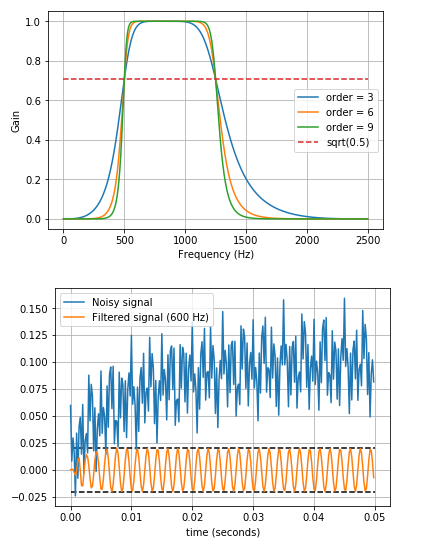 1.0
0.8
0.6
0.4
0.2
0.0
Gain
order = 3
order = 6
order = 9
sqrt(0.5)
0
500
1000
1500
2000
2500
Frequency (Hz)
0.150
0.125
0.100
0.075
0.050
0.025
0.000
−0.025
Noisy signal
Filtered signal (600 Hz)
0.00
0.01
0.02
0.03
0.04
0.05
time (seconds)